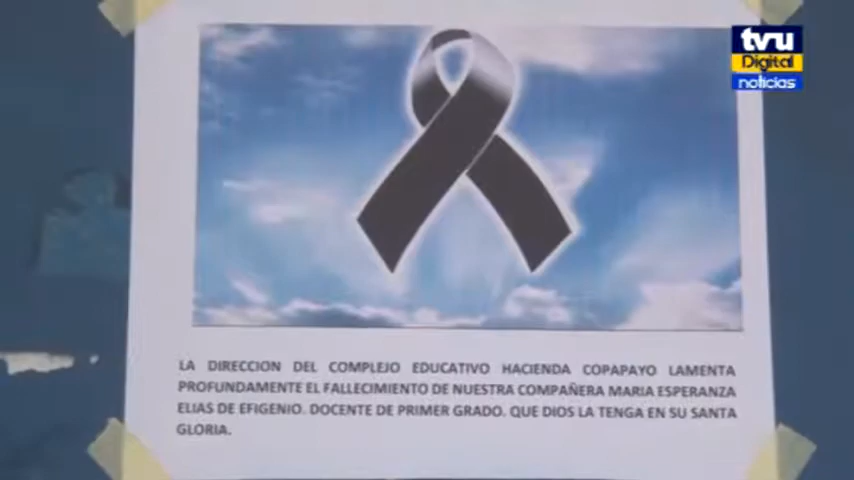 tvu
Digital
noticias
LA DIRECCION DEL COMPLEJO EDUCATIVO HACIENDA COPAPAYO LAMENTA
PROFUNDAMENTE EL FALLECIMIENTO DE NUESTRA COMPAÑERA MARIA ESPERANZA
ELIAS DE EFIGENIO. DOCENTE DE PRIMER GRADO. QUE DIOS LA TENGA EN SU SANTA
GLORIA.